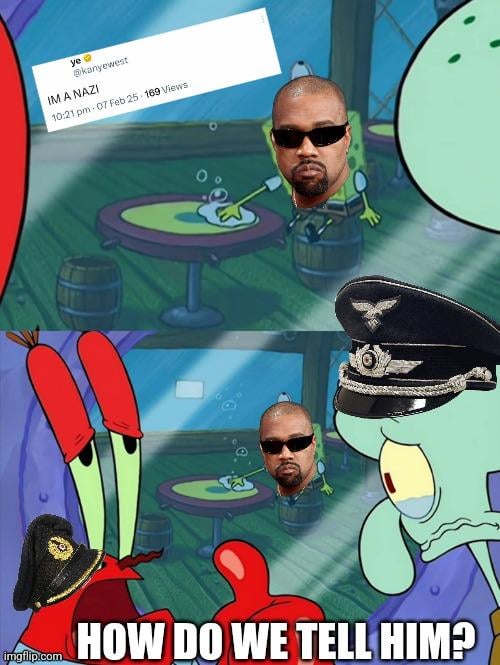 ye
@kanyewest
IM A NAZI
10:21 pm · 07 Feb 25 · 169 Views
HOW DO WE TELL HIM?
imgflip.com